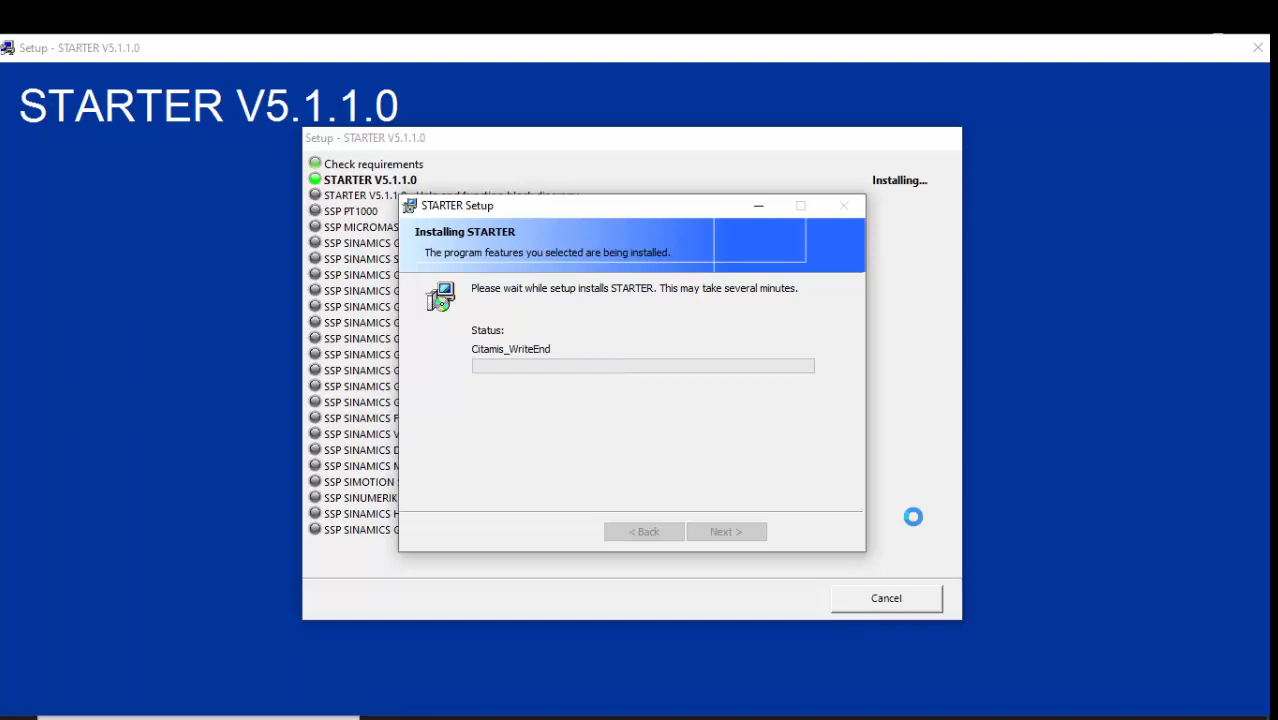 Setup - STARTER V5.1.1.0
STARTER V5.1.1.0
Setup - STARTER V5.1.1.0
Check requirements
STARTER V5.1.1.0 Installing...
STARTER V5.1.1.0
SSP PT1000
SSP MICROMAS
SSP SINAMICS G
SSP SINAMICS S
SSP SINAMICS G
SSP SINAMICS G
SSP SINAMICS G
SSP SINAMICS G
SSP SINAMICS G
SSP SINAMICS G
SSP SINAMICS G
SSP SINAMICS G
SSP SINAMICS G
SSP SINAMICS P
SSP SINAMICS V
SSP SINAMICS D
SSP SINAMICS M
SSP SIMOTION
SSP SINUMERIK
SSP SINAMICS H
SSP SINAMICS G
STARTER Setup
Installing STARTER
The program features you selected are being installed.
Please wait while setup installs STARTER. This may take several minutes.
Status:
Citamis_WriteEnd
< Back Next >
Cancel